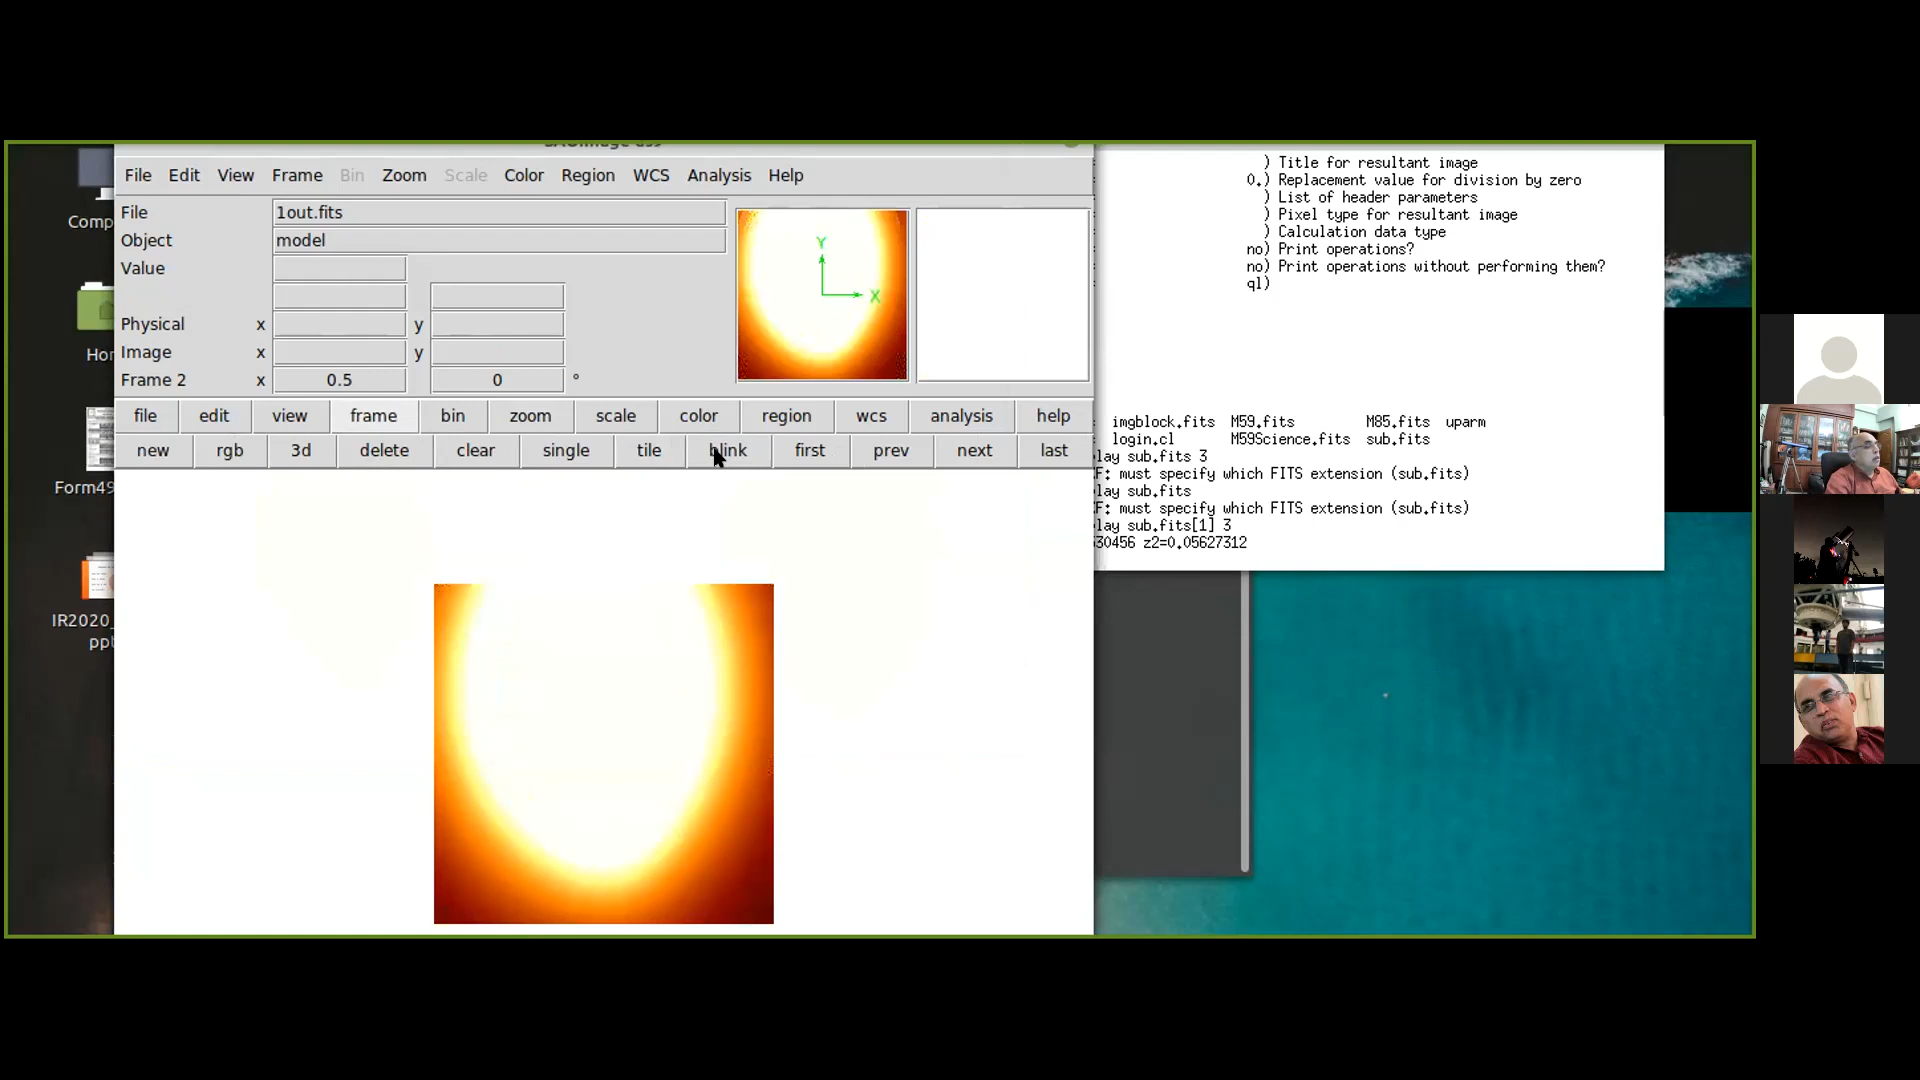 File Edit View Frame Bin Zoom Scale Color Region WCS Analysis Help
File 1out.fits
Object model
Value
Physical x y
Image x y
Frame 2 x 0.5 0 °
Y
X
file edit view frame bin zoom scale color region wcs analysis help
new rgb 3d delete clear single tile blink first prev next last
) Title for resultant image
0.) Replacement value for division by zero
) List of header parameters
) Pixel type for resultant image
) Calculation data type
no) Print operations?
no) Print operations without performing them?
ql)
imgblock.fits M59.fits M85.fits uparm
login.cl M59Science.fits sub.fits
lay sub.fits 3
F: must specify which FITS extension (sub.fits)
lay sub.fits
F: must specify which FITS extension (sub.fits)
lay sub.fits[1] 3
30456 z2=0.05627312
Comp
Hor
Form49
IR2020_
ppt